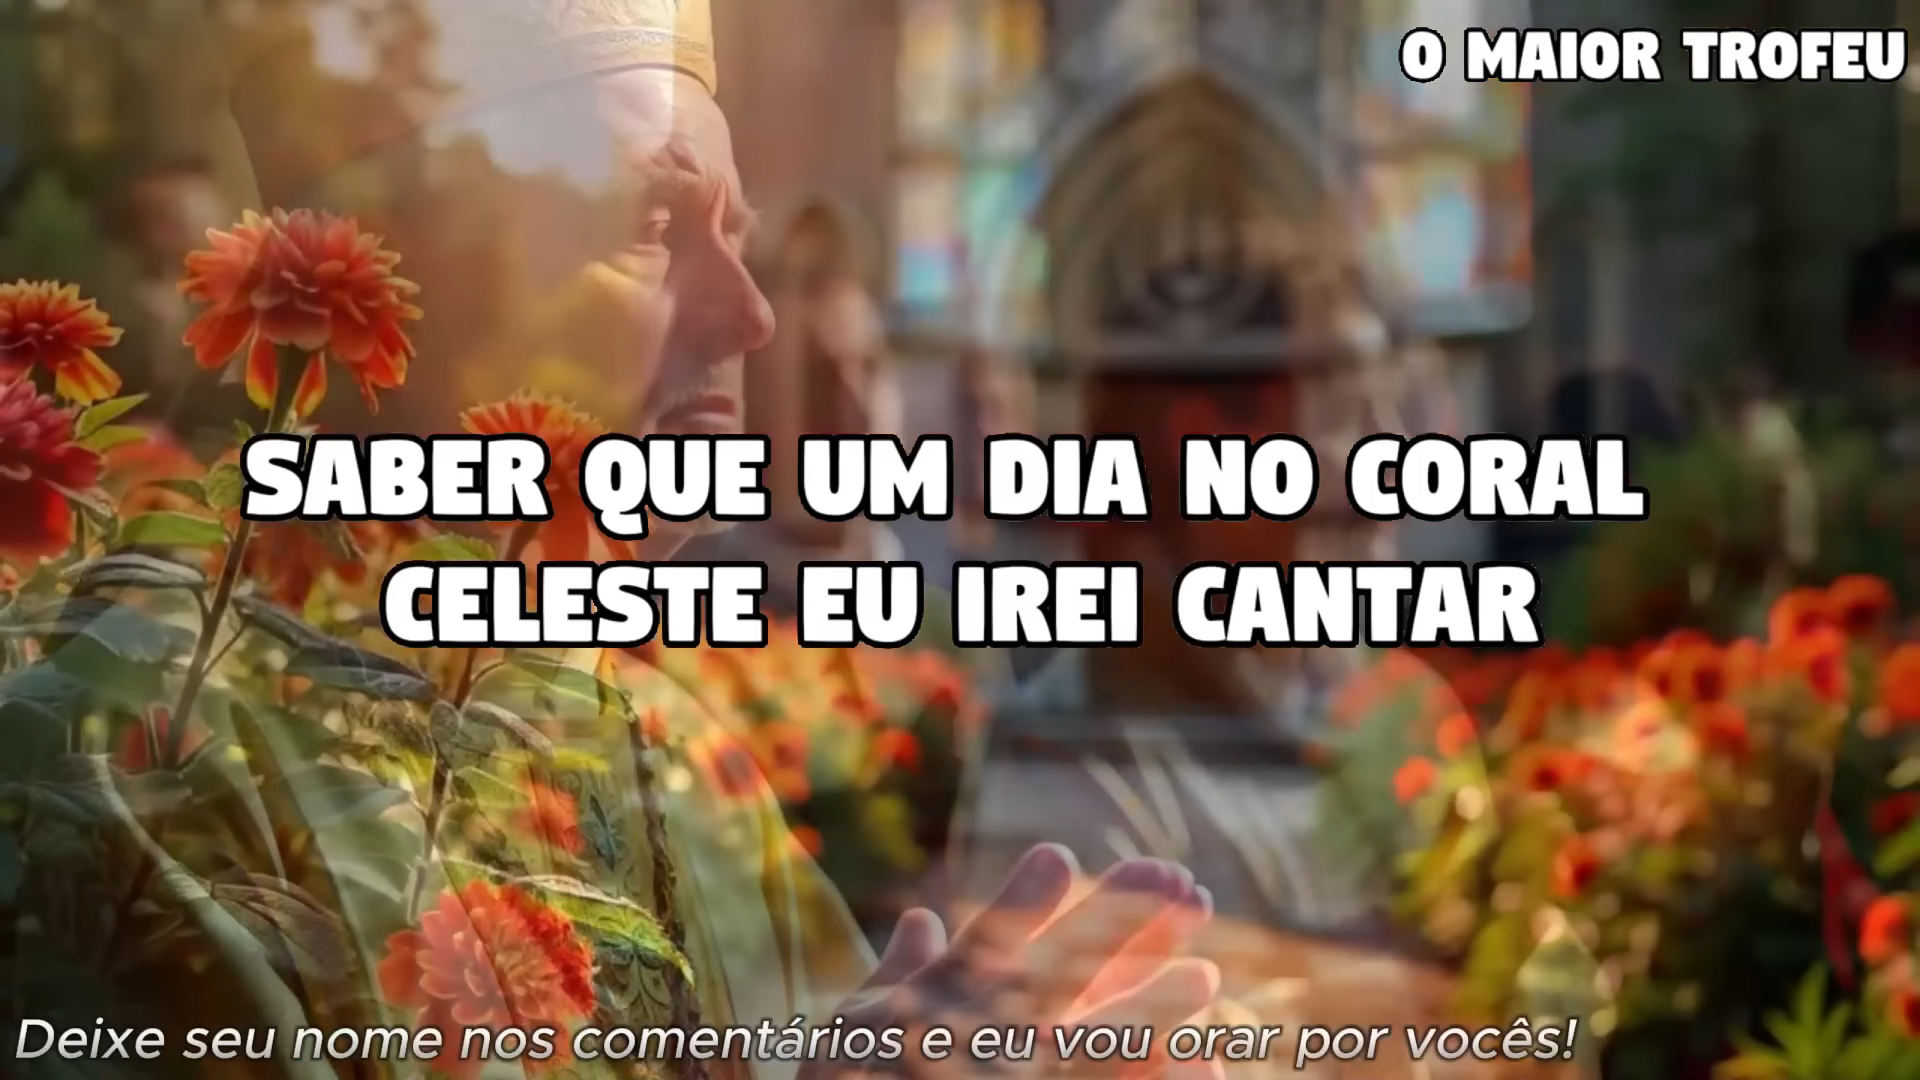 O MAIOR TROFEU
SABER QUE UM DIA NO CORAL
CELESTE EU IREI CANTAR
Deixe seu nome nos comentários e eu vou orar por vocês!